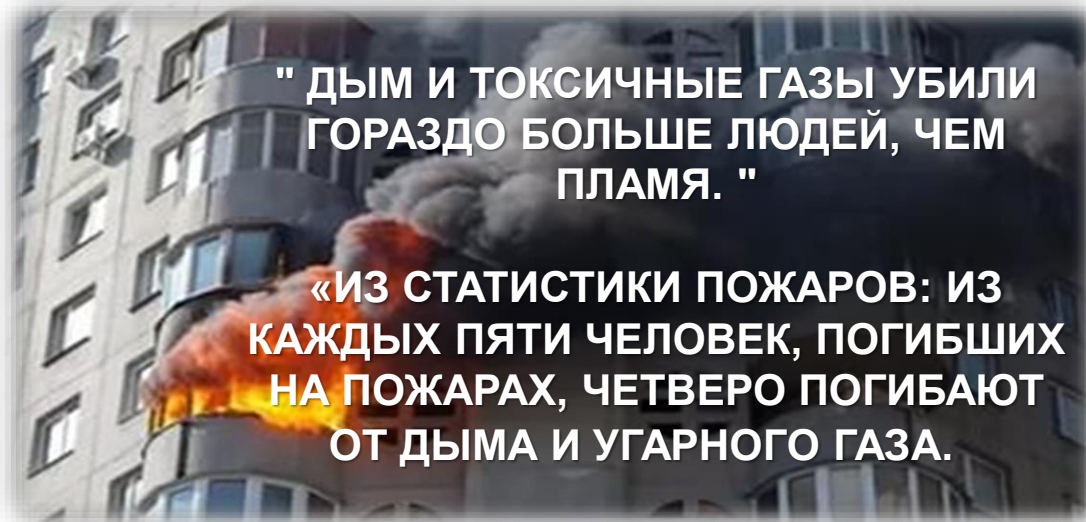 " ДЫМ И ТОКСИЧНЫЕ ГАЗЫ УБИЛИ
ГОРАЗДО БОЛЬШЕ ЛЮДЕЙ, ЧЕМ
ПЛАМЯ. "
«ИЗ СТАТИСТИКИ ПОЖАРОВ: ИЗ
КАЖДЫХ ПЯТИ ЧЕЛОВЕК, ПОГИБШИХ
НА ПОЖАРАХ, ЧЕТВЕРО ПОГИБАЮТ
ОТ ДЫМА И УГАРНОГО ГАЗА.